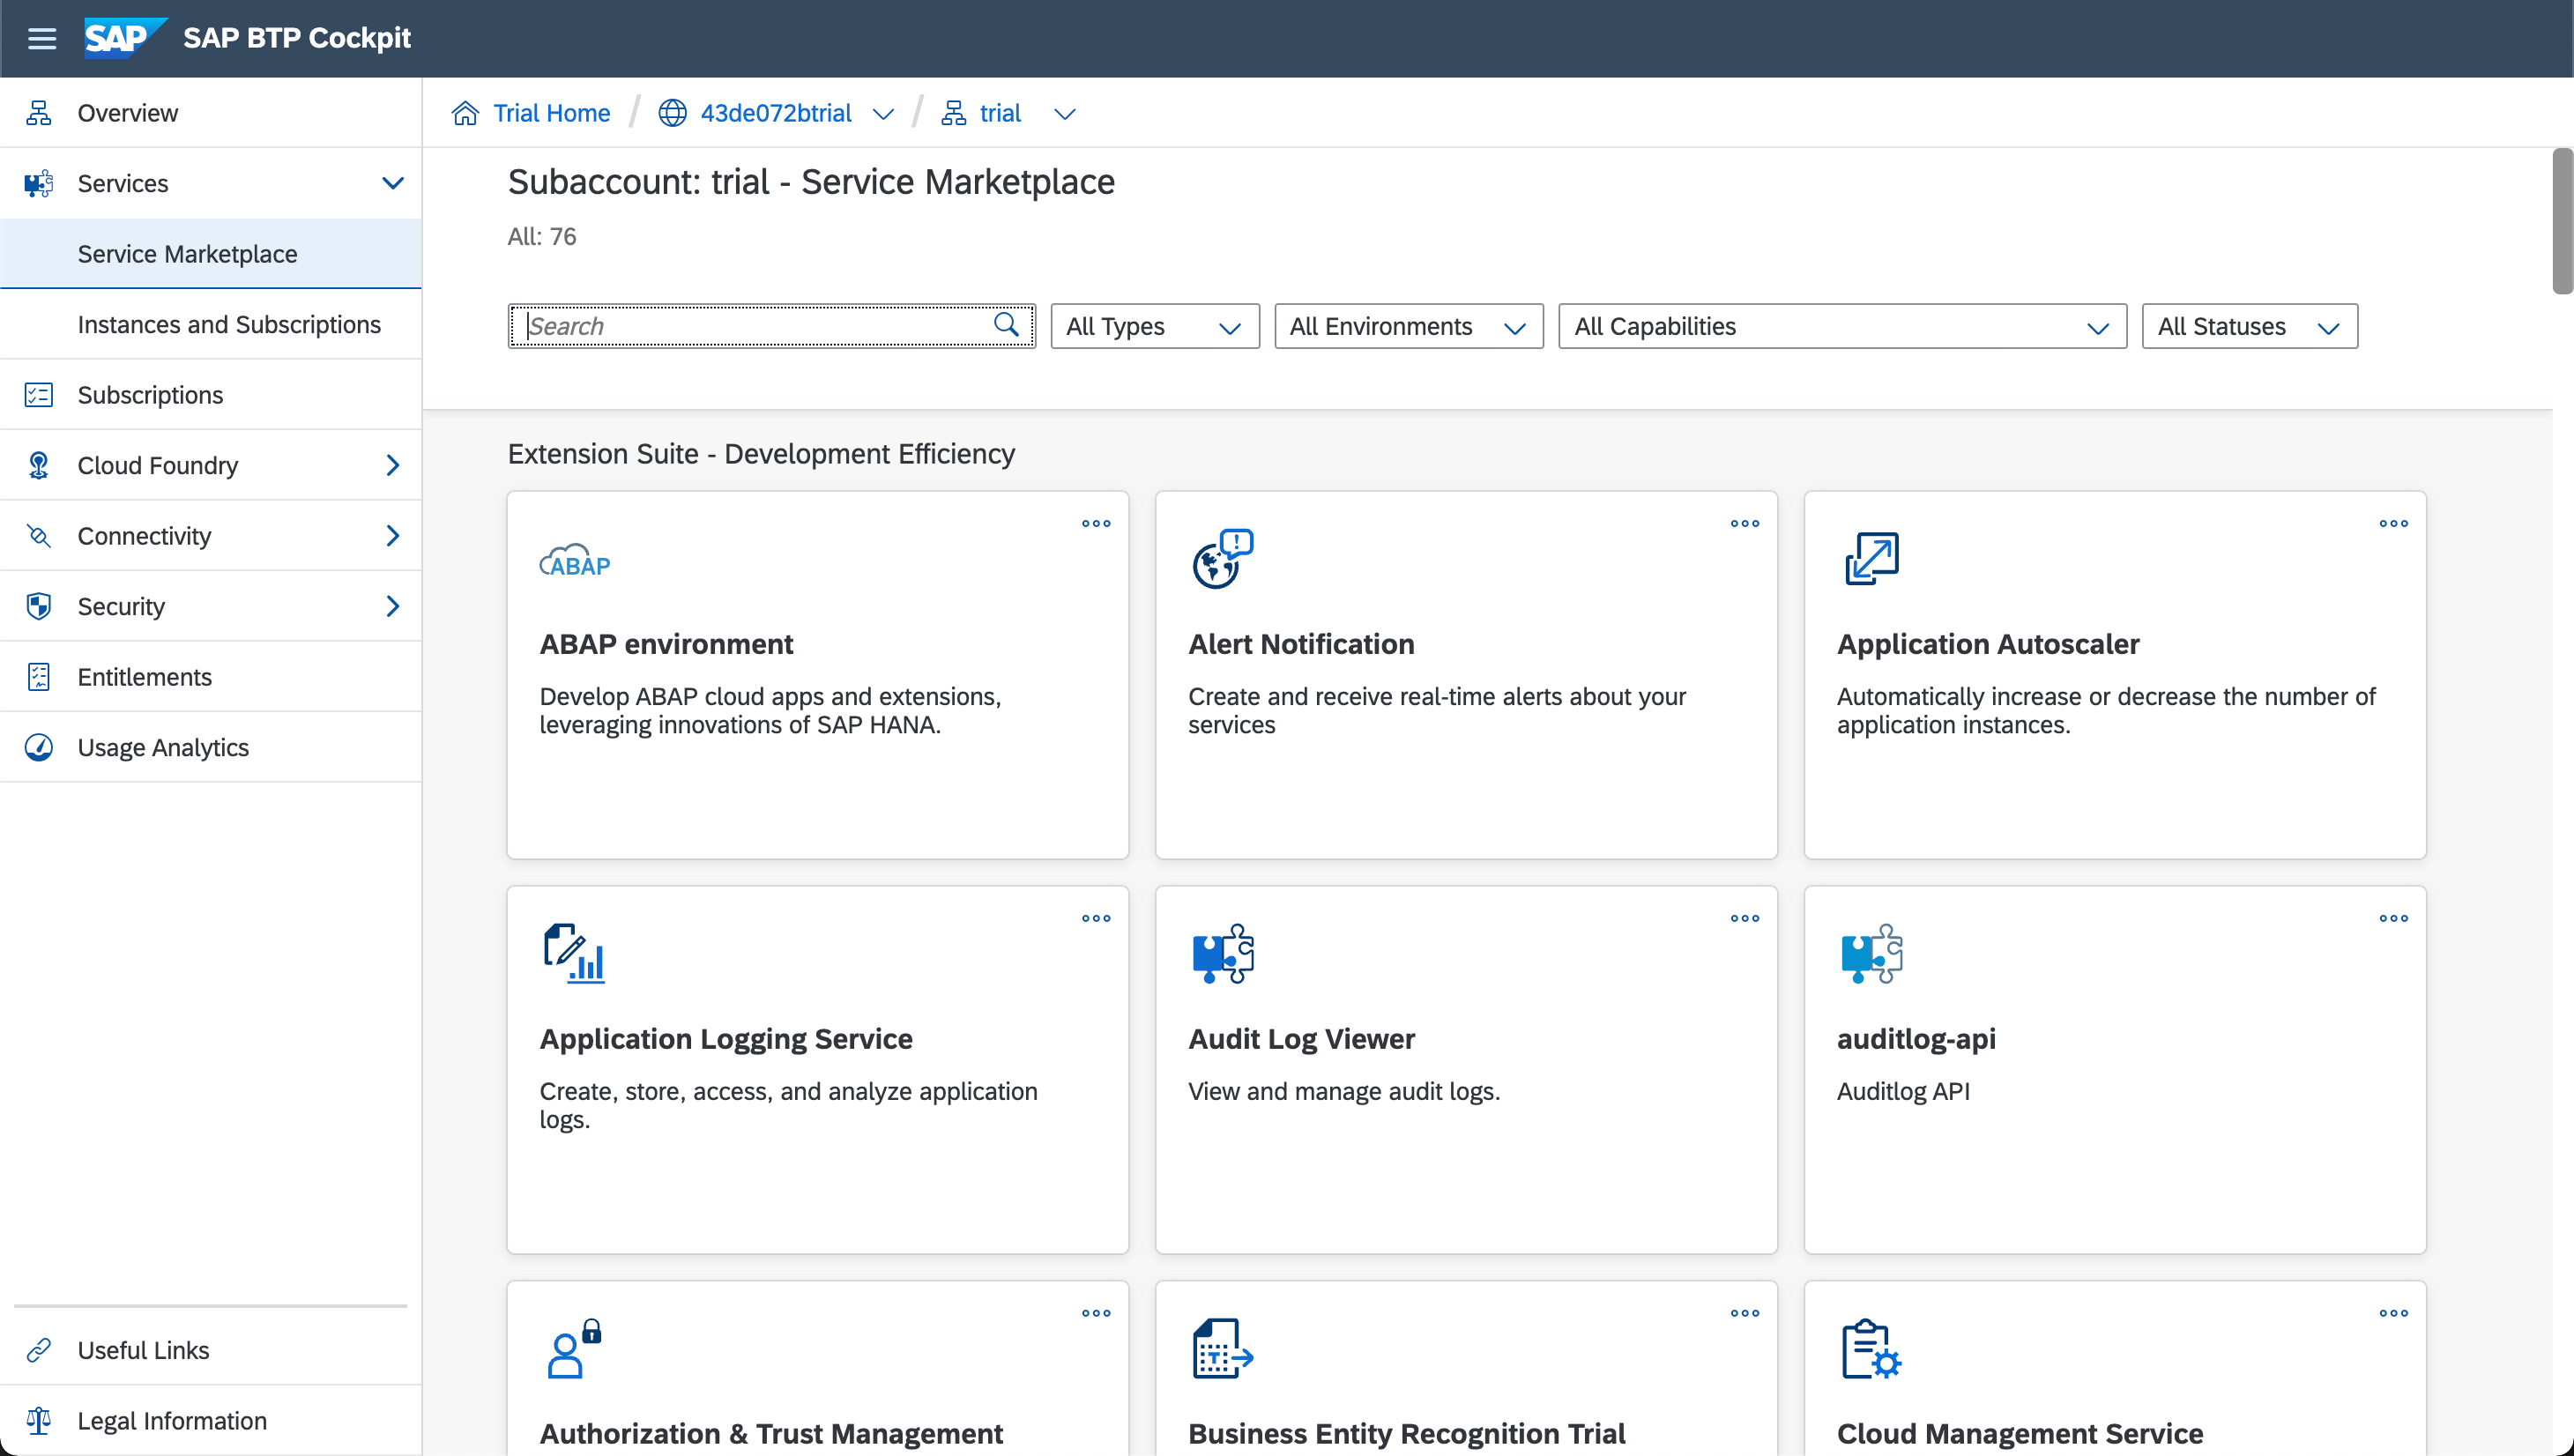 SAP SAP BTP Cockpit
Overview
Services
Service Marketplace
Instances and Subscriptions
Subscriptions
Cloud Foundry
Connectivity
Security
Entitlements
Usage Analytics
Useful Links
Legal Information
Trial Home / 43de072btrial / trial
Subaccount: trial - Service Marketplace
All: 76
Search
All Types
All Environments
All Capabilities
All Statuses
Extension Suite - Development Efficiency
ABAP
ABAP environment
Develop ABAP cloud apps and extensions,
leveraging innovations of SAP HANA.
Alert Notification
Create and receive real-time alerts about your
services
Application Autoscaler
Automatically increase or decrease the number of
application instances.
Application Logging Service
Create, store, access, and analyze application
logs.
Audit Log Viewer
View and manage audit logs.
auditlog-api
Auditlog API
Authorization & Trust Management
T
Business Entity Recognition Trial
Cloud Management Service